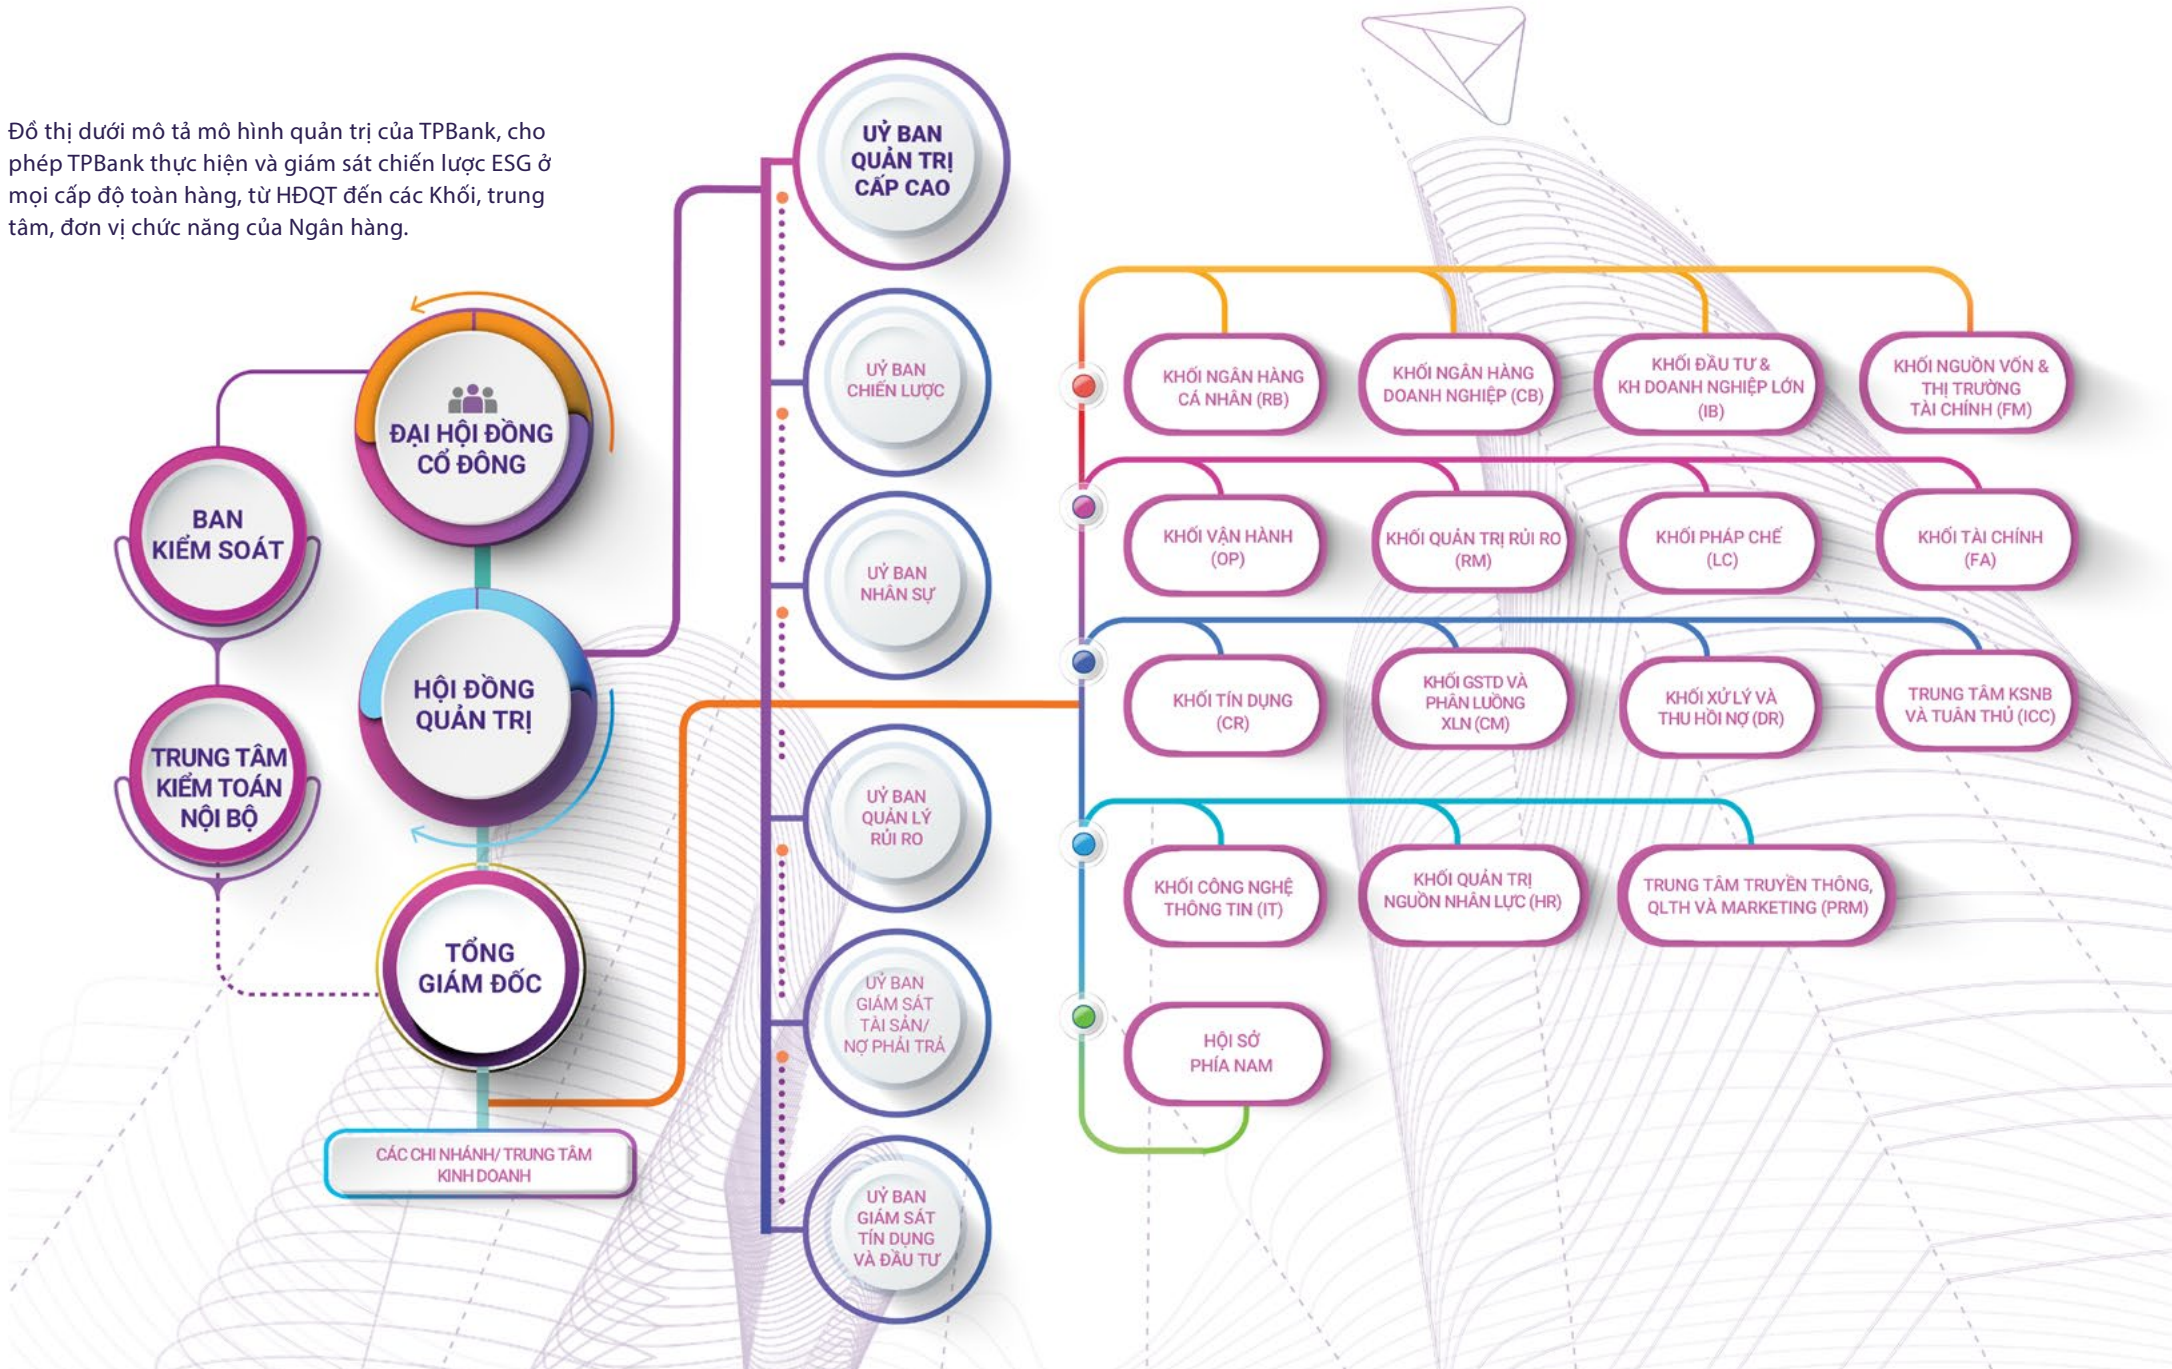 Đồ thị dưới mô tả mô hình quản trị của TPBank, cho
phép TPBank thực hiện và giám sát chiến lược ESG ở
mọi cấp độ toàn hàng, từ HĐQT đến các Khối, trung
tâm, đơn vị chức năng của Ngân hàng.
ĐẠI HỘI ĐỒNG
CỔ ĐÔNG
BAN
KIỂM SOÁT
HỘI ĐỒNG
QUẢN TRỊ
TRUNG TÂM
KIỂM TOÁN
NỘI BỘ
TỔNG
GIÁM ĐỐC
CÁC CHI NHÁNH/ TRUNG TÂM
KINH DOANH
UỶ BAN
QUẢN TRỊ
CẤP CAO
UỶ BAN
CHIẾN LƯỢC
UỶ BAN
NHÂN SỰ
UỶ BAN
QUẢN LÝ
RỦI RO
UỶ BAN
GIÁM SÁT
TÀI SẢN/
NỢ PHẢI TRẢ
UỶ BAN
GIÁM SÁT
TÍN DỤNG
VÀ ĐẦU TƯ
KHỐI NGÂN HÀNG
CÁ NHÂN (RB)
KHỐI NGÂN HÀNG
DOANH NGHIỆP (CB)
KHỐI ĐẦU TƯ &
KH DOANH NGHIỆP LỚN
(IB)
KHỐI NGUỒN VỐN &
THỊ TRƯỜNG
TÀI CHÍNH (FM)
KHỐI VẬN HÀNH
(OP)
KHỐI QUẢN TRỊ RỦI RO
(RM)
KHỐI PHÁP CHẾ
(LC)
KHỐI TÀI CHÍNH
(FA)
KHỐI TÍN DỤNG
(CR)
KHỐI GSTD VÀ
PHÂN LUỒNG
XLN (CM)
KHỐI XỬ LÝ VÀ
THU HỒI NỢ (DR)
TRUNG TÂM KSNB
VÀ TUÂN THỦ (ICC)
KHỐI CÔNG NGHỆ
THÔNG TIN (IT)
KHỐI QUẢN TRỊ
NGUỒN NHÂN LỰC (HR)
TRUNG TÂM TRUYỀN THÔNG,
QLTH VÀ MARKETING (PRM)
HỘI SỞ
PHÍA NAM